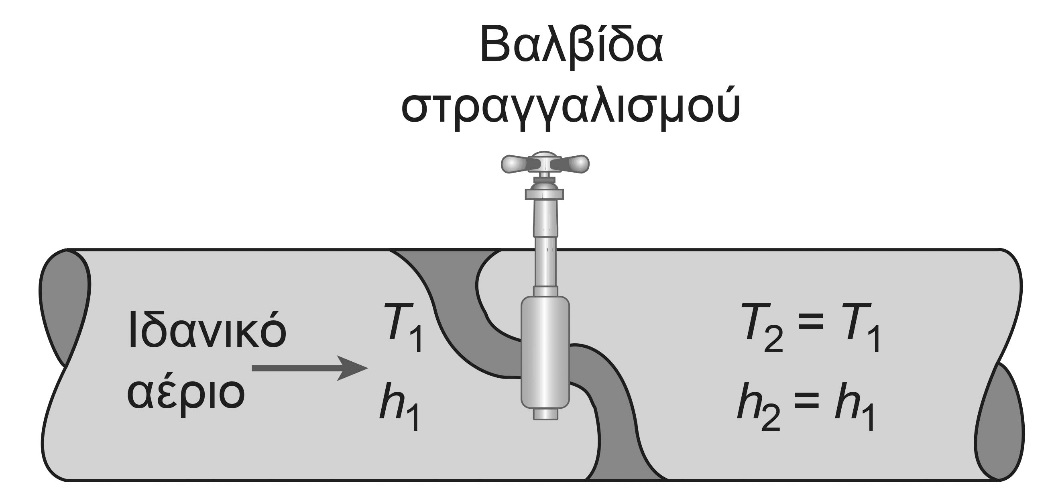 Βαλβίδα
στραγγαλισμού
Ιδανικό
αέριο
T₁
h₁
T₂ = T₁
h₂ = h₁